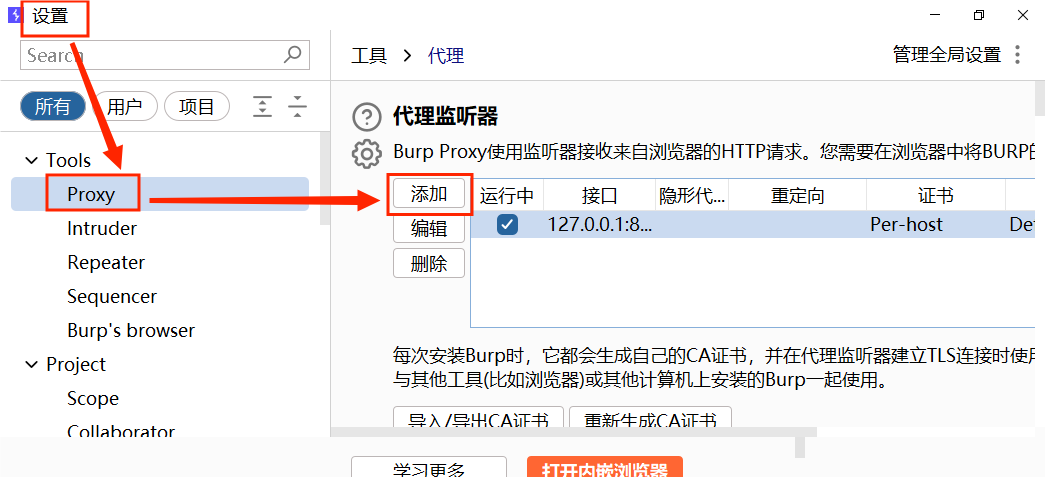 设置
Search
工具 > 代理
管理全局设置
所有 用户 项目
代理监听器
Burp Proxy使用监听器接收来自浏览器的HTTP请求。您需要在浏览器中将BURP的
Tools
Proxy
Intruder
Repeater
Sequencer
Burp's browser
Project
Scope
Collaborator
添加
编辑
删除
运行中 接口 隐形代... 重定向 证书
127.0.0.1:8... Per-host De
每次安装Burp时，它都会生成自己的CA证书，并在代理监听器建立TLS连接时使用
与其他工具(比如浏览器)或其他计算机上安装的Burp一起使用。
导入/导出CA证书 重新生成CA证书
学习更多 打开内嵌浏览器